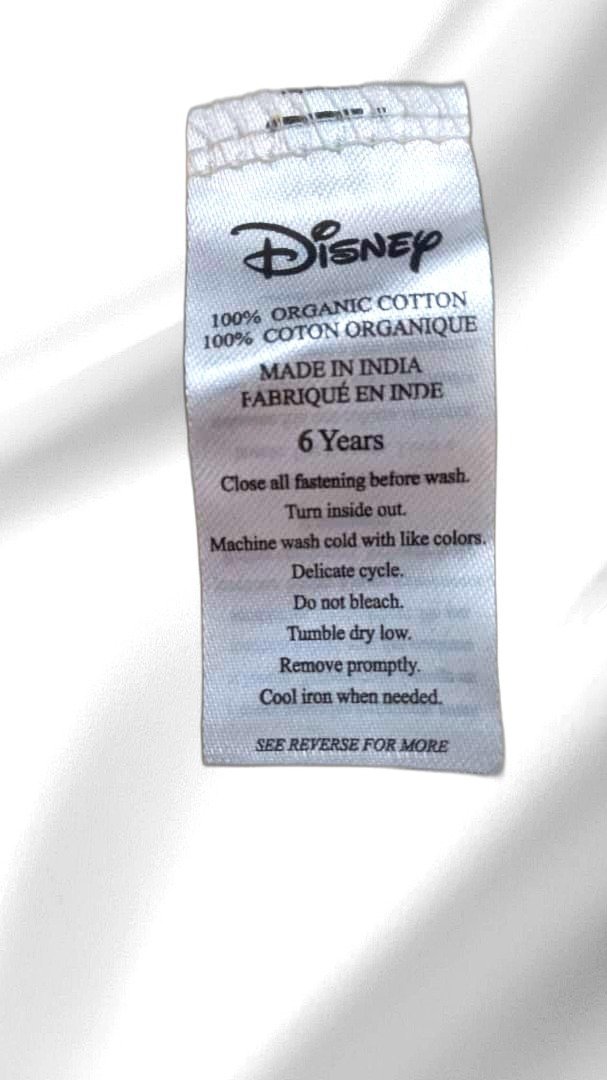 Disney
100% ORGANIC COTTON
100% COTON ORGANIQUE
MADE IN INDIA
FABRIQUÉ EN INDE
6 Years
Close all fastening before wash.
Turn inside out.
Machine wash cold with like colors.
Delicate cycle.
Do not bleach.
Tumble dry low.
Remove promptly.
Cool iron when needed.
SEE REVERSE FOR MORE